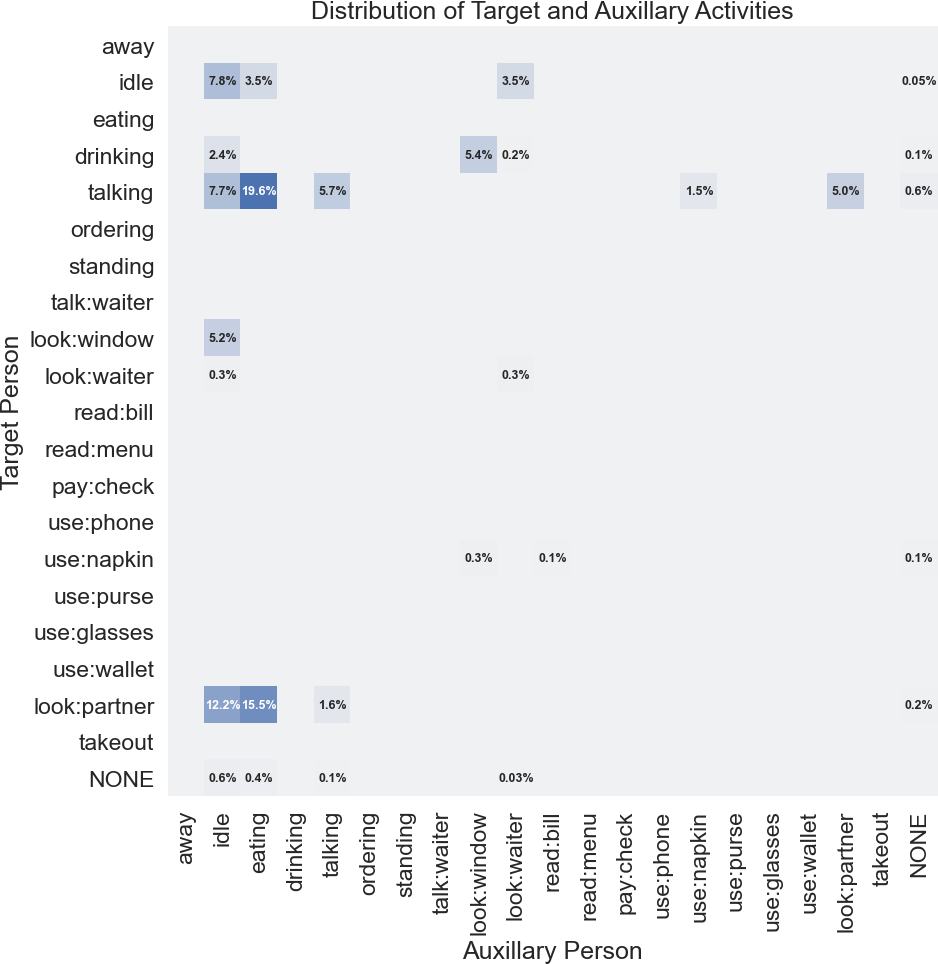 Distribution of Target and Auxillary Activities
Target Person
away
idle 7.8% 3.5% 3.5% 0.05%
eating
drinking 2.4% 5.4% 0.2% 0.1%
talking 7.7% 19.6% 5.7% 1.5% 5.0% 0.6%
ordering
standing
talk:waiter
look:window 5.2%
look:waiter 0.3% 0.3%
read:bill
read:menu
pay:check
use:phone
use:napkin 0.3% 0.1% 0.1%
use:purse
use:glasses
use:wallet
look:partner 12.2% 15.5% 1.6% 0.2%
takeout
NONE 0.6% 0.4% 0.1% 0.03%
away
idle
eating
drinking
talking
ordering
standing
talk:waiter
look:window
look:waiter
read:bill
read:menu
pay:check
use:phone
use:napkin
use:purse
use:glasses
use:wallet
look:partner
takeout
NONE
Auxillary Person